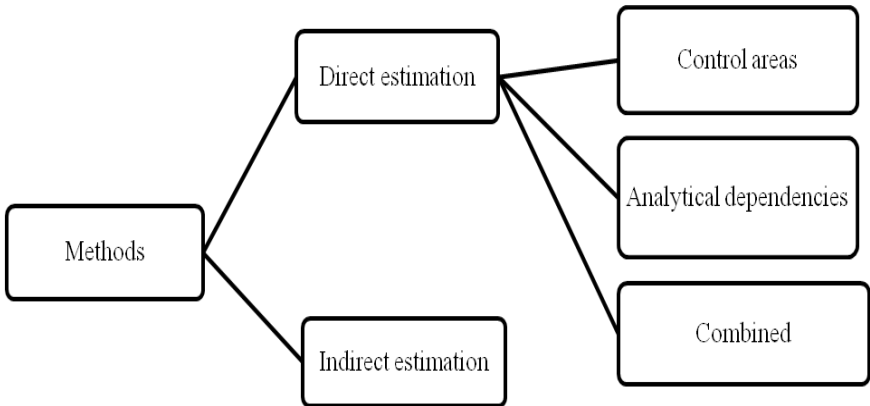 Methods
Direct estimation
Indirect estimation
Control areas
Analytical dependencies
Combined